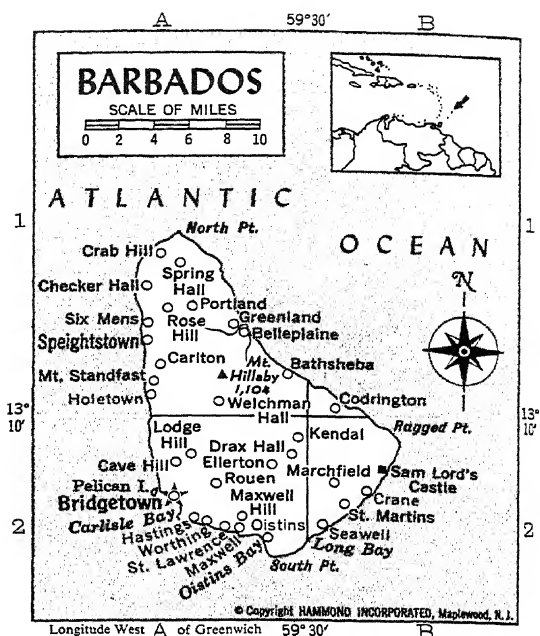 A 59°30' B
BARBADOS
SCALE OF MILES
0 2 4 6 8 10
ATLANTIC
OCEAN
1 1
North Pt.
N
Crab Hill
Spring
Hall
Checker Hall
Portland
Six Mens
Rose
Hill
Greenland
Belleplaine
Speightstown
Carlton
Mt.
Hillaby
1,104
Bathsheba
Mt. Standfast
Holetown
Welchman
Hall
Codrington
13°
10'
13°
10'
Ragged Pt.
Lodge
Hill
Kendal
Drax Hall
Cave Hill
Ellerton
Marchfield
Sam Lord's
Castle
Rouen
Pelican I.
Bridgetown
Maxwell
Hill
Crane
St. Martins
Carlisle Bay
Hastings
Worthing
St. Lawrence
Maxwell
Oistins
Oistins Bay
Seawell
Long Bay
2 2
South Pt.
© Copyright HAMMOND INCORPORATED, Maplewood, N. J.
Longitude West A of Greenwich 59°30' B